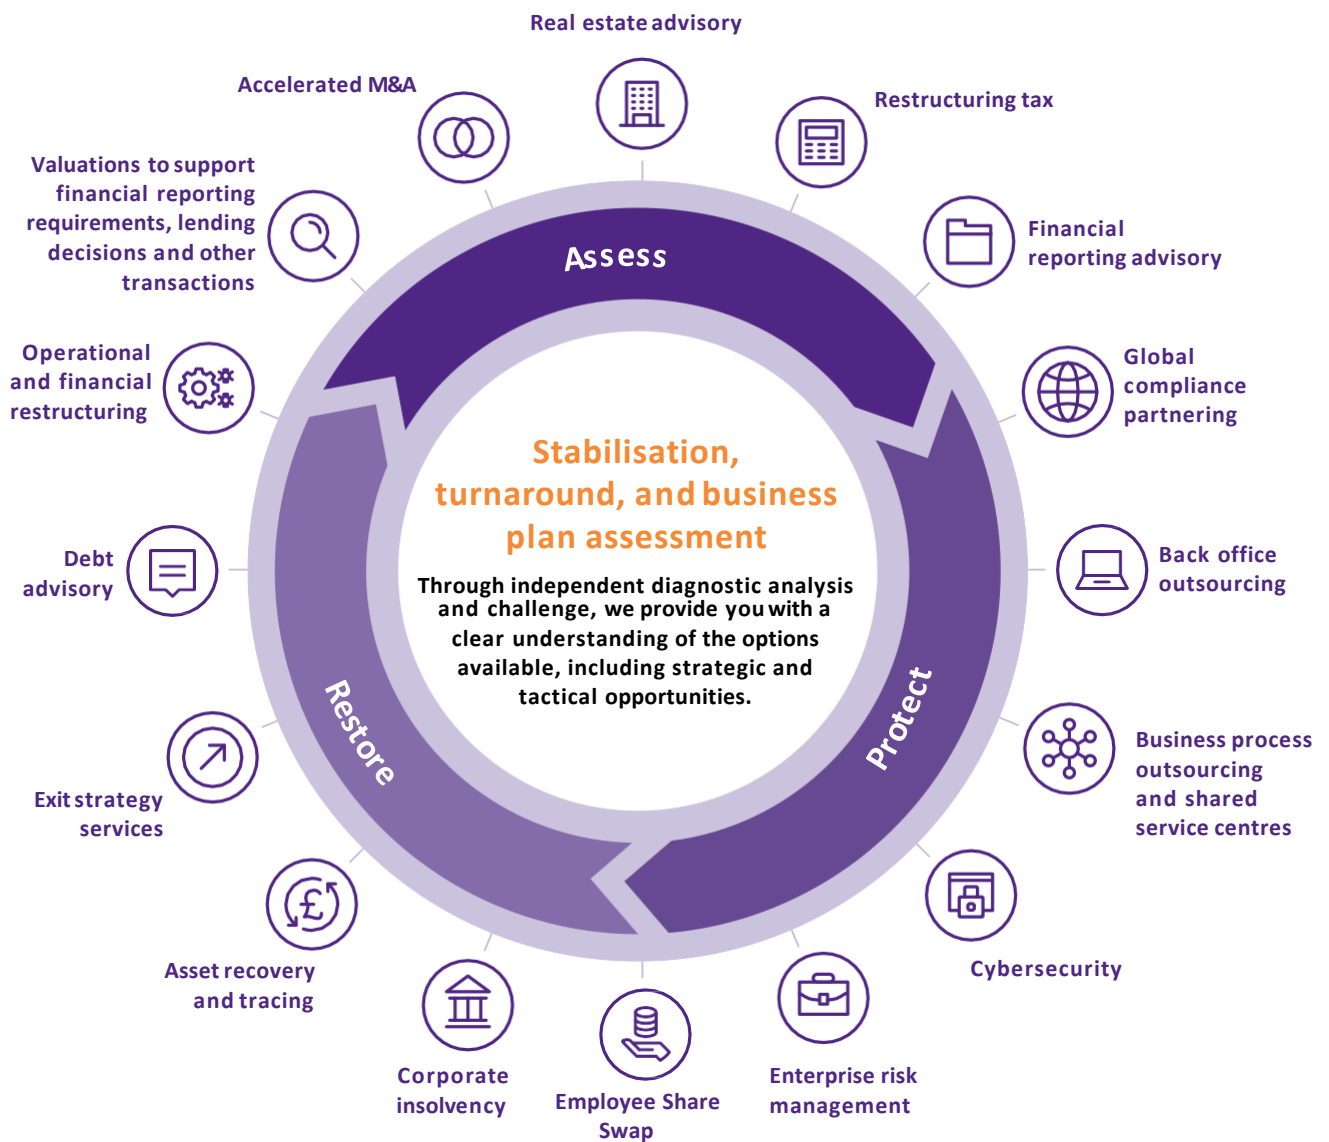 Real estate advisory
Accelerated M&A
Restructuring tax
Valuations to support
financial reporting
requirements, lending
decisions and other
transactions
Financial
reporting advisory
Assess
Operational
and financial
restructuring
Global
compliance
partnering
Stabilisation,
turnaround, and business
plan assessment
Through independent diagnostic analysis
and challenge, we provide you with a
clear understanding of the options
available, including strategic and
tactical opportunities.
Debt
advisory
Back office
outsourcing
Restore
Protect
Exit strategy
services
Business process
outsourcing
and shared
service centres
£
Asset recovery
and tracing
Cybersecurity
Corporate
insolvency
Employee Share
Swap
Enterprise risk
management